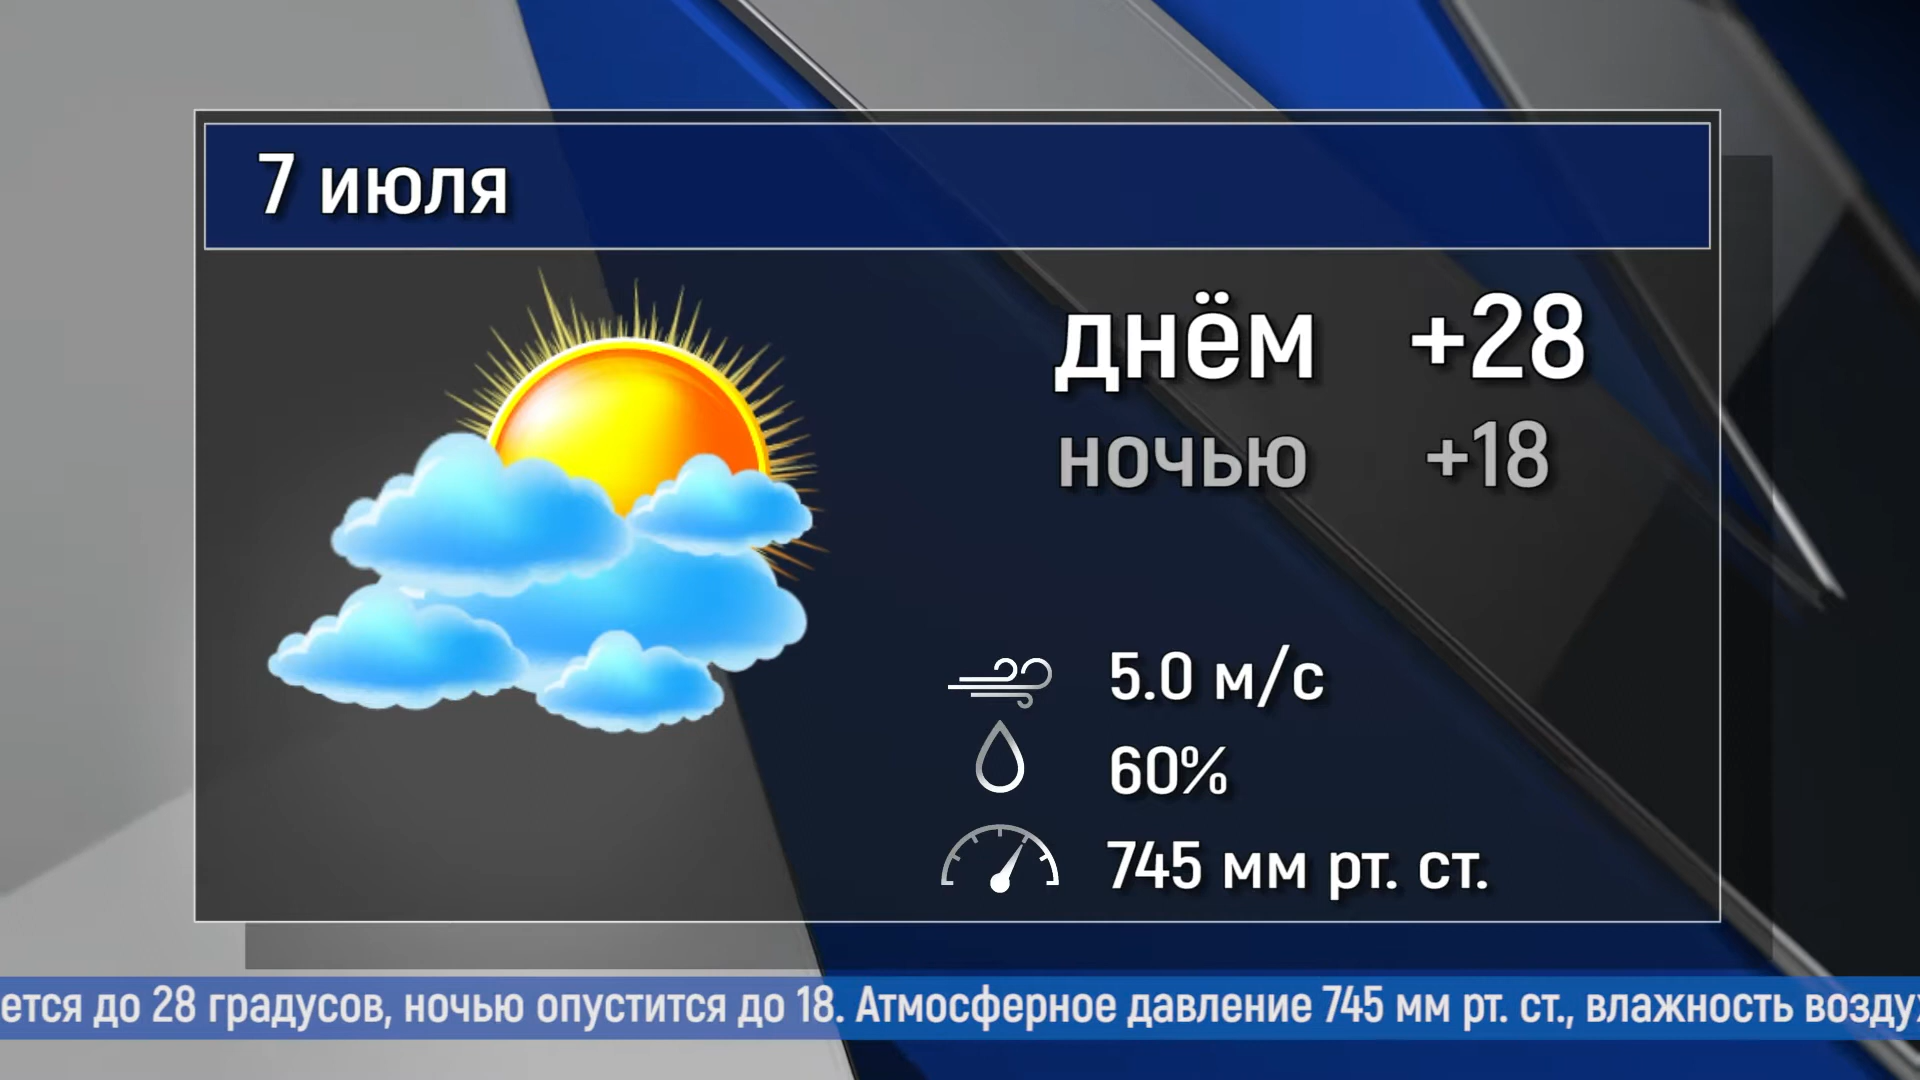 7 июля
днём +28
ночью +18
5.0 м/с
60%
745 мм рт. ст.
ется до 28 градусов, ночью опустится до 18. Атмосферное давление 745 мм рт. ст., влажность возду